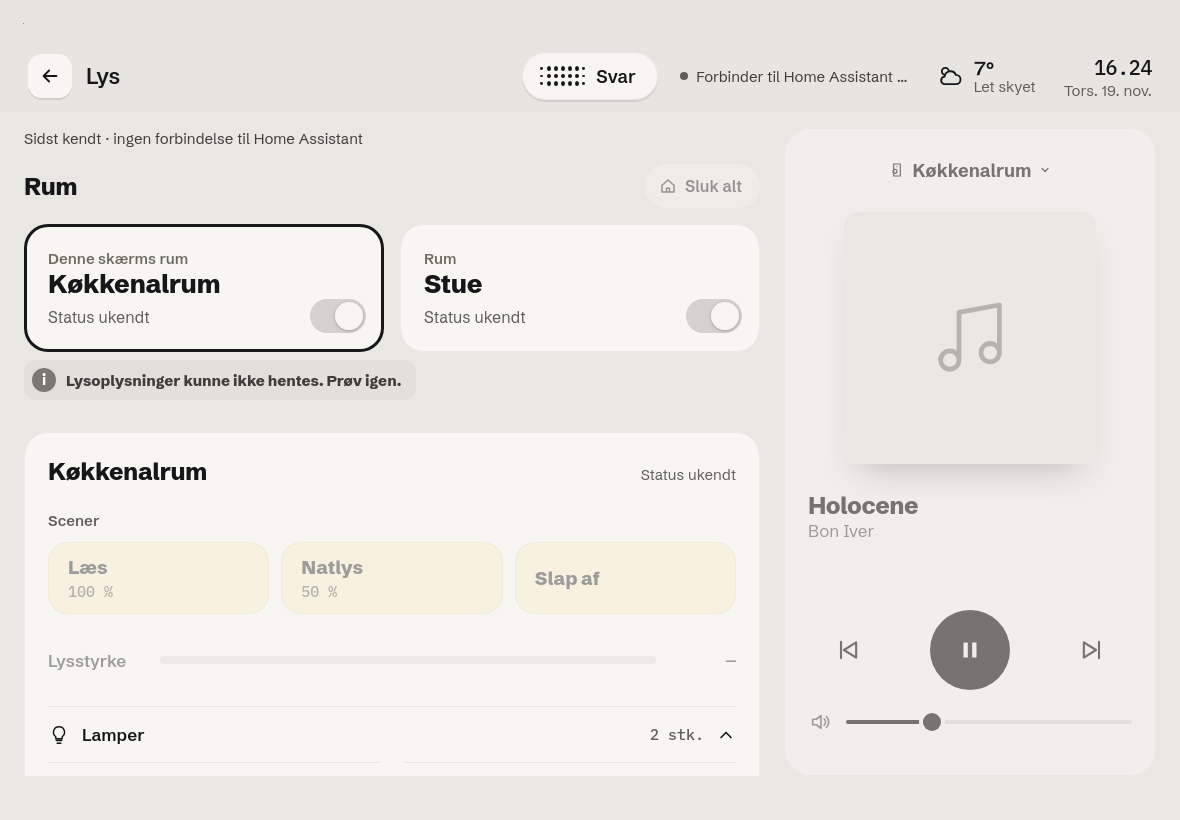 Lys
Svar
Forbinder til Home Assistant ...
7°
Let skyet
16.24
Tors. 19. nov.
Sidst kendt · ingen forbindelse til Home Assistant
Rum
Sluk alt
Denne skærms rum
Køkkenalrum
Status ukendt
Rum
Stue
Status ukendt
Lysoplysninger kunne ikke hentes. Prøv igen.
Køkkenalrum
Status ukendt
Scener
Læs
100 %
Natlys
50 %
Slap af
Lysstyrke
–
Lamper
2 stk.
Køkkenalrum
Holocene
Bon Iver